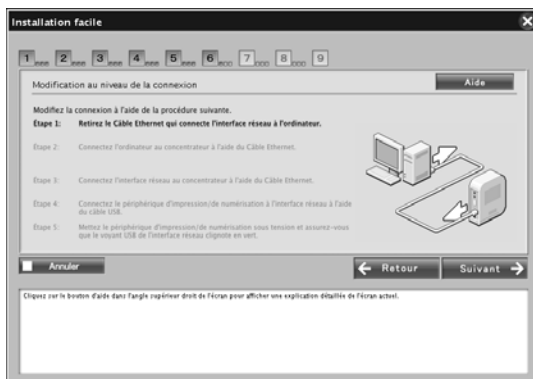 Installation facile
1 2 3 4 5 6 7 8 9
Modification au niveau de la connexion
Aide
Modifiez la connexion à l'aide de la procédure suivante.
Étape 1: Retirez le Câble Ethernet qui connecte l'interface réseau à l'ordinateur.
Étape 2: Connectez l'ordinateur au concentrateur à l'aide du Câble Ethernet.
Étape 3: Connectez l'interface réseau au concentrateur à l'aide du Câble Ethernet.
Étape 4: Connectez le périphérique d'impression/de numérisation à l'interface réseau à l'aide
du câble USB.
Étape 5: Mettez le périphérique d'impression/de numérisation sous tension et assurez-vous
que le voyant USB de l'interface réseau clignote en vert.
Annuler
Retour
Suivant
Cliquez sur le bouton d'aide dans l'angle supérieur droit de l'écran pour afficher une explication détaillée de l'écran actuel.